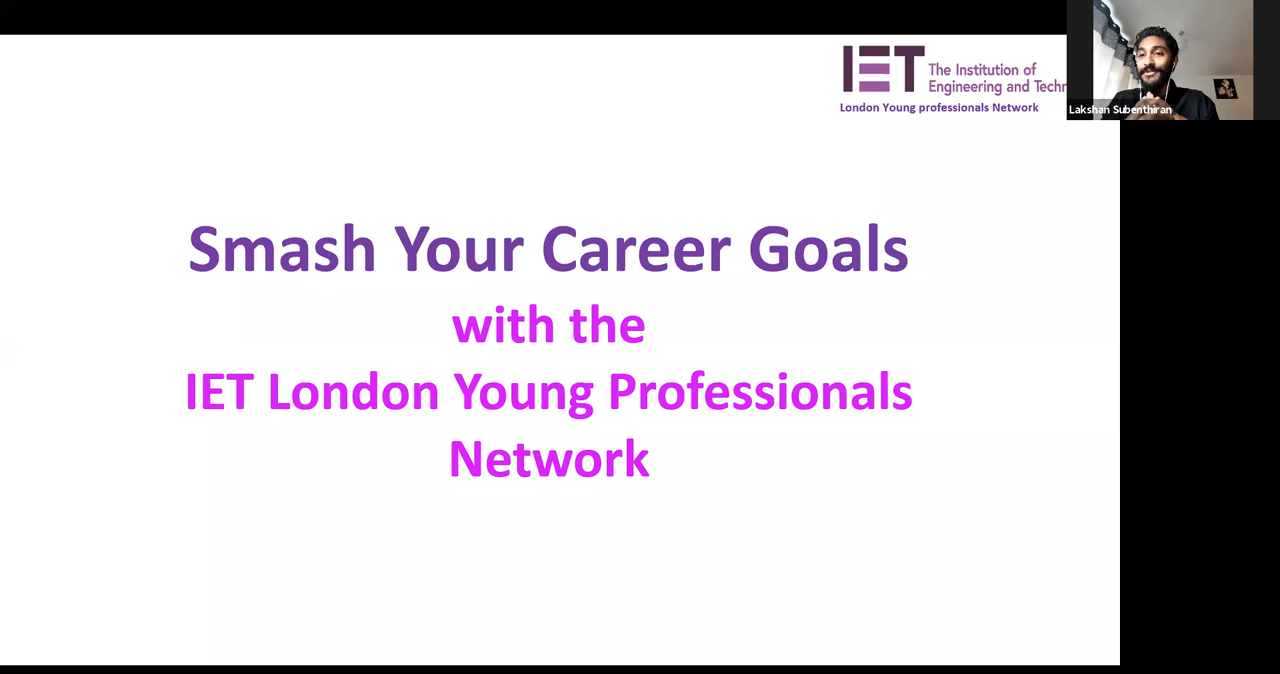 IET The Institution of
Engineering and Techn
London Young professionals Network
Lakshan Subenthiran
Smash Your Career Goals
with the
IET London Young Professionals
Network